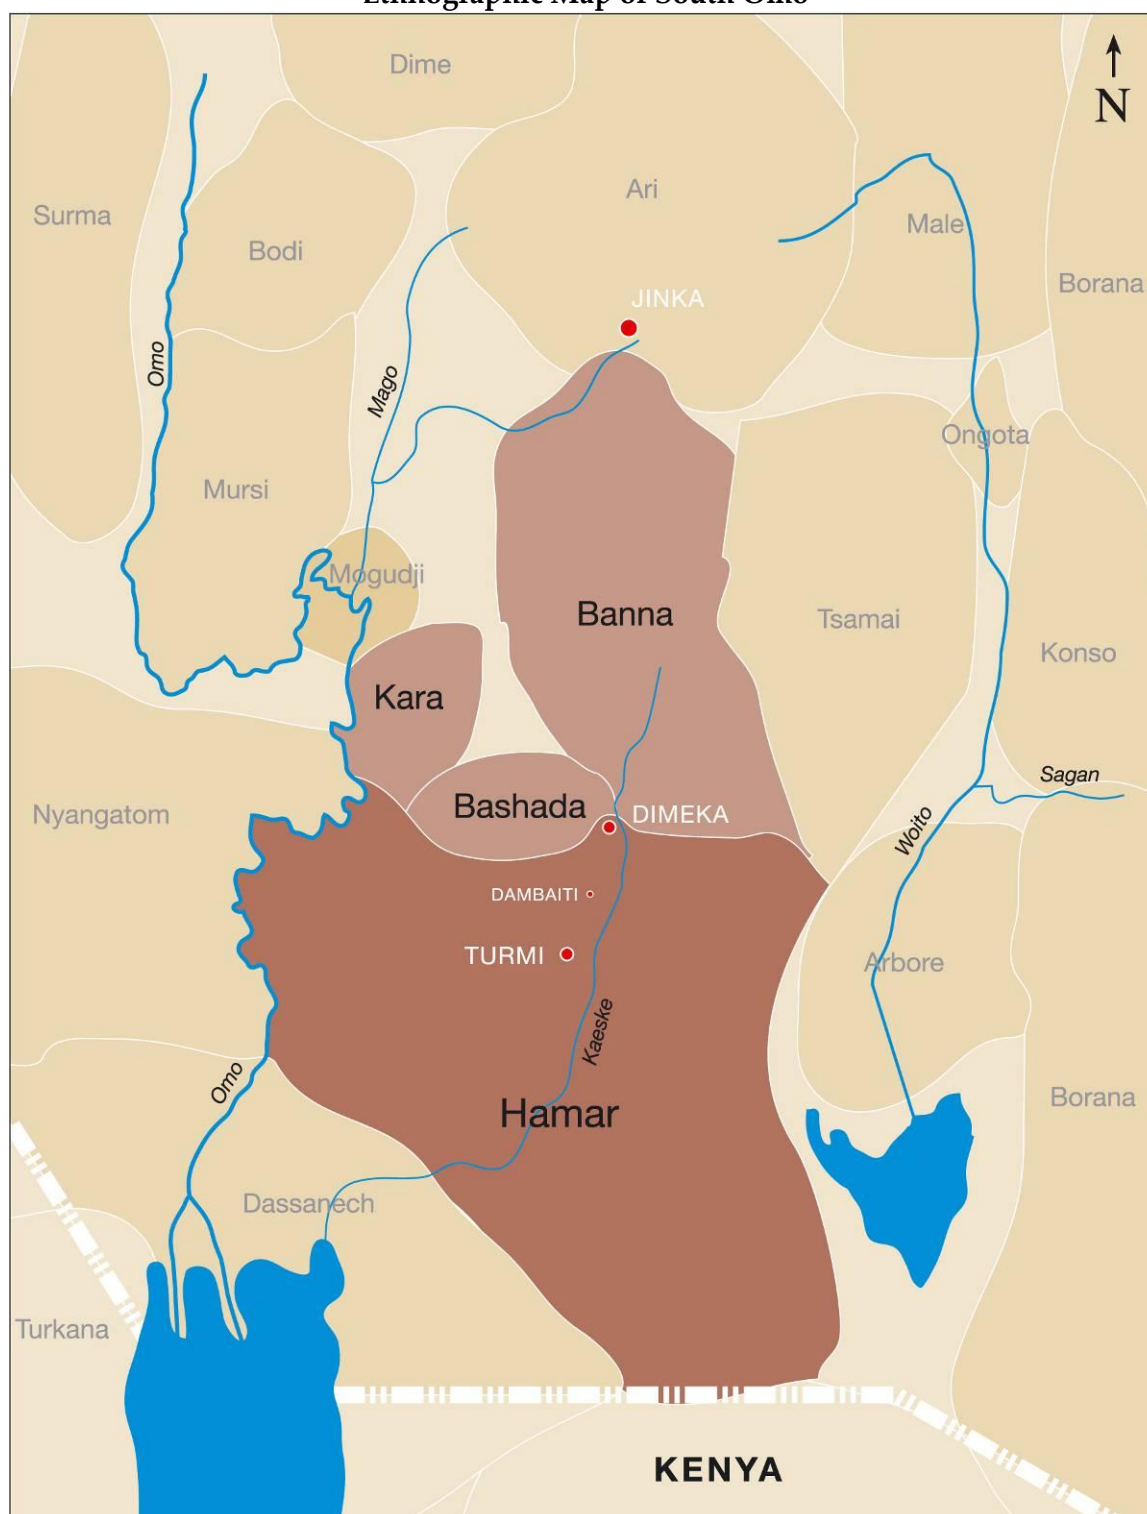 Ethnographic Map of South Omo
Dime
N
Ari
Surma
Male
Bodi
Borana
JINKA
Omo
Mago
Ongota
Mursi
Mogudji
Banna
Tsamai
Konso
Kara
Sagan
Bashada
Nyangatom
DIMEKA
Woito
DAMBAITI
TURMI
Arbore
Kaeske
Omo
Borana
Hamar
Dassanech
Turkana
KENYA